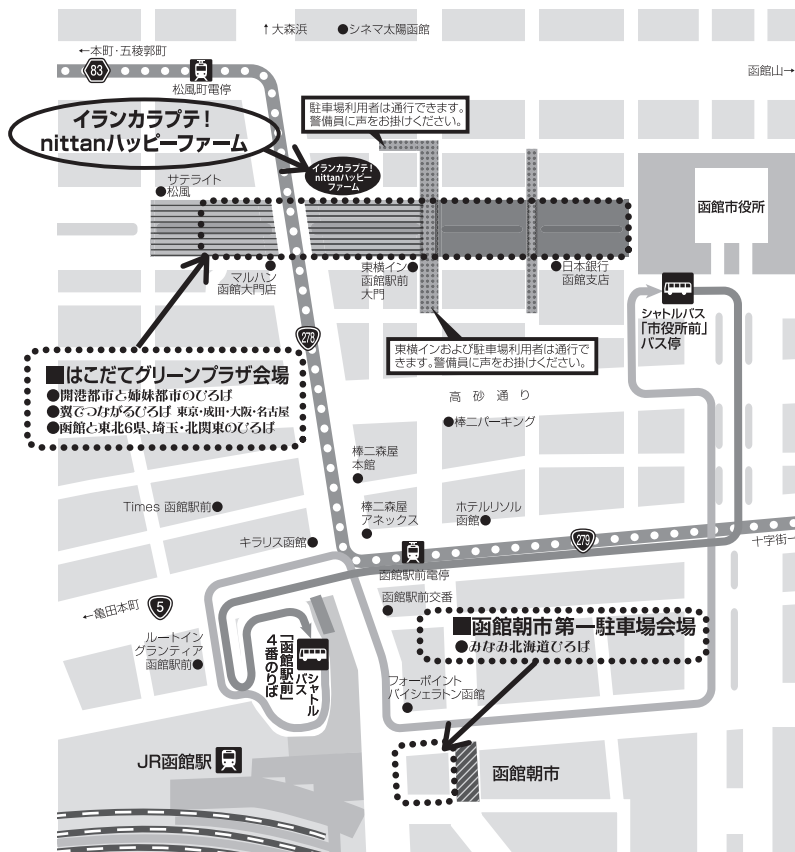 ↑大森浜
●シネマ太陽函館
←本町・五稜郭町
83
松風町電停
函館山→
イランカラプテ!
nittanハッピーファーム
駐車場利用者は通行できます。
警備員に声をお掛けください。
イランカラプテ!
nittanハッピー
ファーム
サテライト
●松風
函館市役所
マルハン
函館大門店
東横イン●
函館駅前
大門
●日本銀行
函館支店
シャトルバス
「市役所前」
バス停
278
東横インおよび駐車場利用者は通行で
きます。警備員に声をお掛けください。
■はこだてグリーンプラザ会場
●開港都市と姉妹都市のひろば
●翼でつながるひろば 東京・成田・大阪・名古屋
●函館と東北6県、埼玉・北関東のひろば
高砂通り
●棒二パーキング
棒二森屋
本館
Times 函館駅前●
棒二森屋
アネックス
ホテルリソル
函館●
キラリス函館●
279
十字街→
函館駅前電停
函館駅前交番
←亀田本町
5
ルートイン
グランティア
函館駅前●
シャトル
バス
「函館駅前」
4番のりば
■函館朝市 第一駐車場会場
●みなみ北海道ひろば
フォーポイント
バイシェラトン函館
JR函館駅
函館朝市